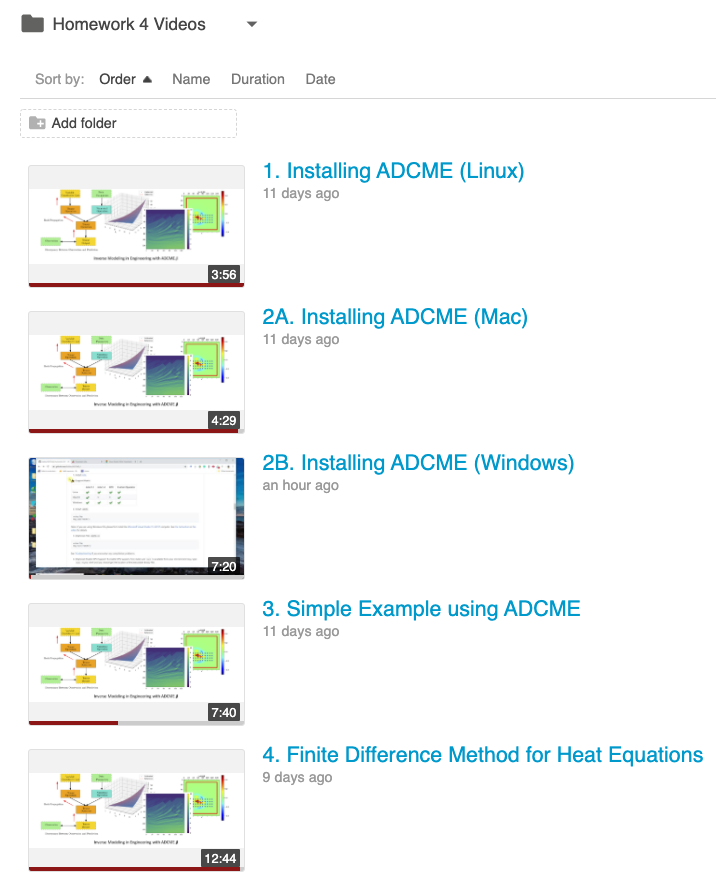 Homework 4 Videos
Sort by: Order Name Duration Date
Add folder
1. Installing ADCME (Linux)
11 days ago
Inverse Modeling in Engineering with ADCME.jl
3:56
2A. Installing ADCME (Mac)
11 days ago
Inverse Modeling in Engineering with ADCME.jl
4:29
2B. Installing ADCME (Windows)
an hour ago
7:20
3. Simple Example using ADCME
11 days ago
Inverse Modeling in Engineering with ADCME.jl
7:40
4. Finite Difference Method for Heat Equations
9 days ago
Inverse Modeling in Engineering with ADCME.jl
12:44